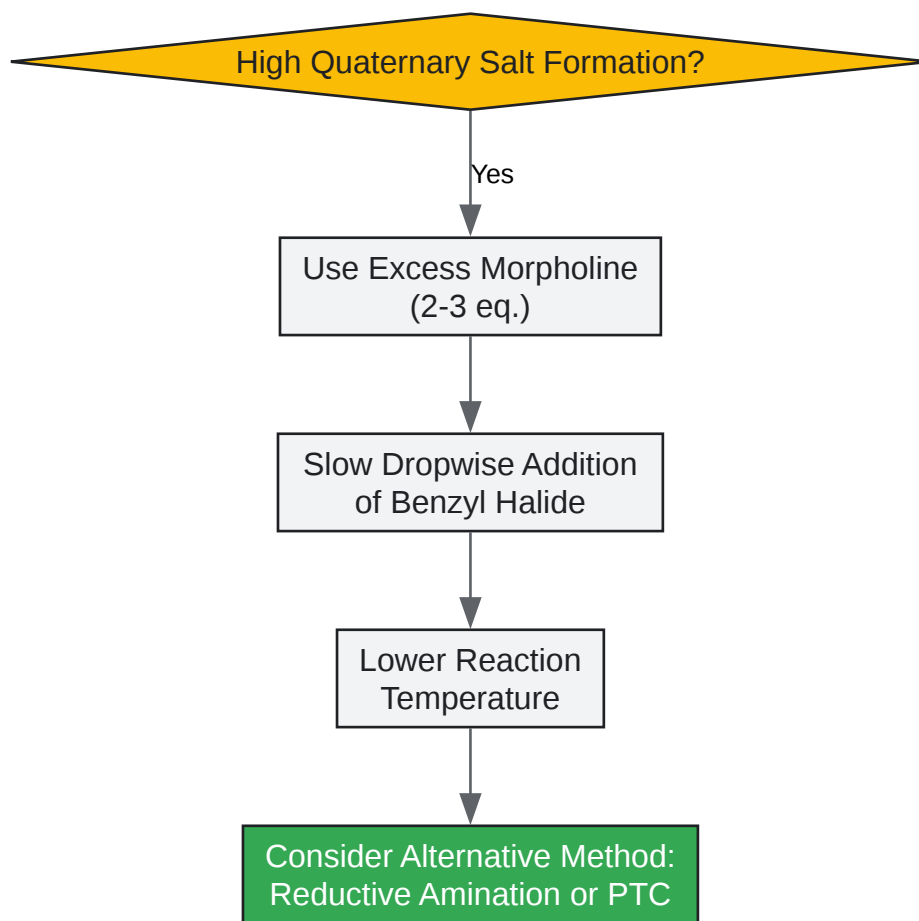 High Quaternary Salt Formation?
Yes
Use Excess Morpholine
(2-3 eq.)
Slow Dropwise Addition
of Benzyl Halide
Lower Reaction
Temperature
Consider Alternative Method:
Reductive Amination or PTC